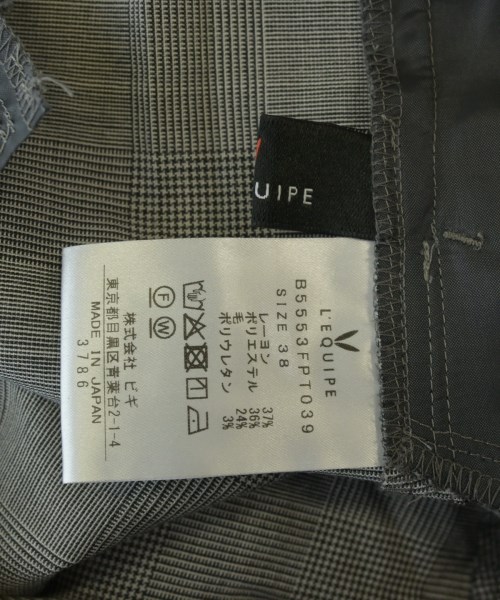 UIPE
L'EQUIPE
B5553FPT039
SIZE 38
レーヨン 37%
ポリエステル 36%
毛 24%
ポリウレタン 3%
F W
株式会社 ビギ
東京都目黒区青葉台2-1-4
MADE IN JAPAN
3786